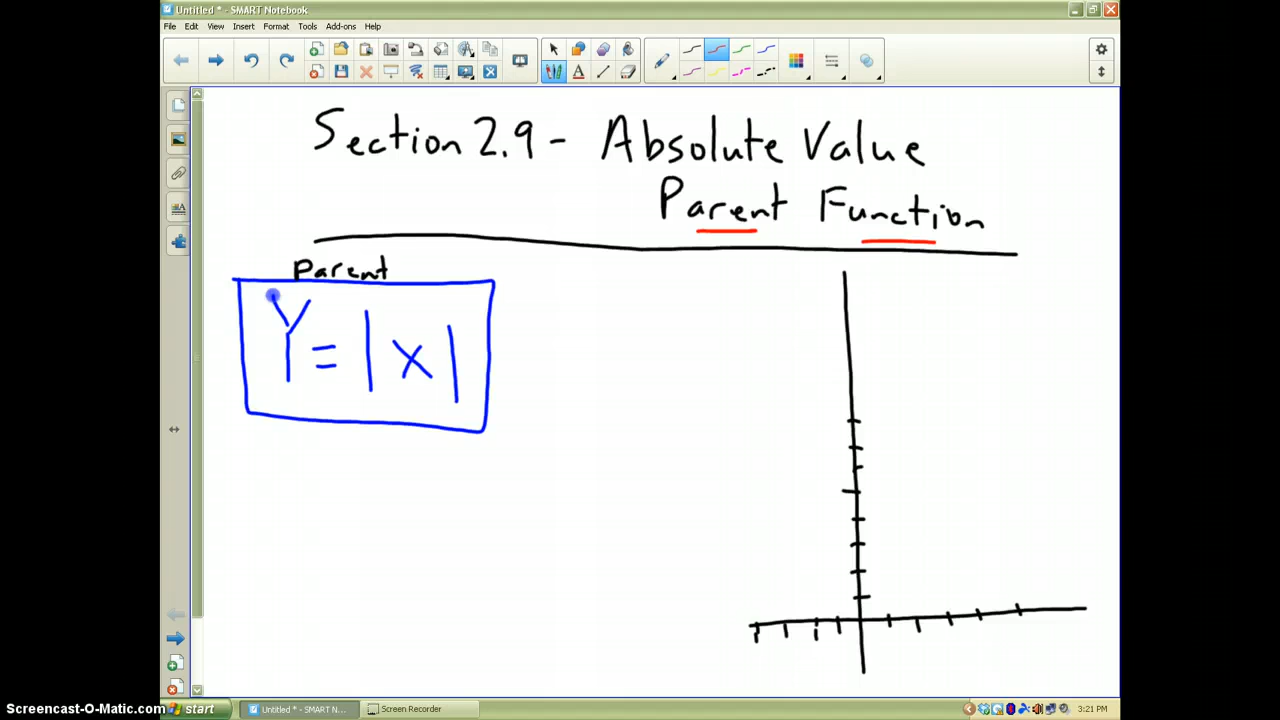 Untitled * - SMART Notebook
File Edit View Insert Format Tools Add-ons Help
Section 2.9 - Absolute Value
Parent Function
Parent
Y = | x |
Screencast-O-Matic.com
start
Untitled * - SMART N...
Screen Recorder
3:21 PM